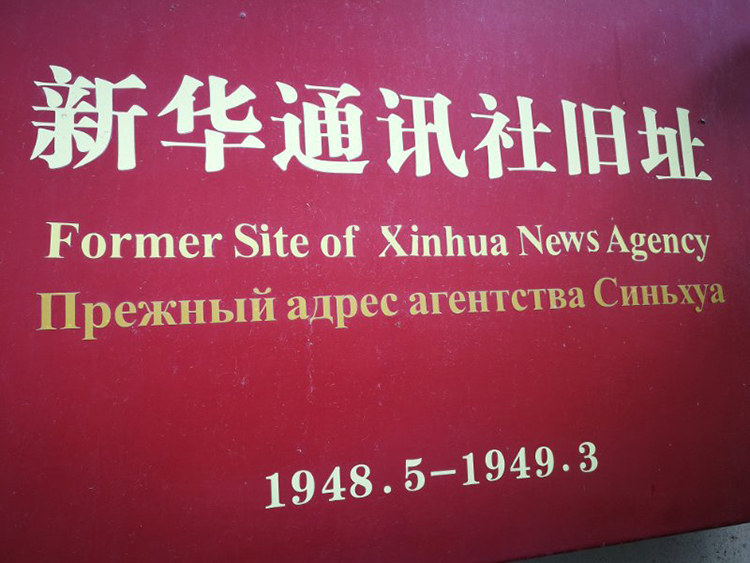 新华通讯社旧址
Former Site of Xinhua News Agency
Прежный адрес агентства Синьхуа
1948.5-1949.3